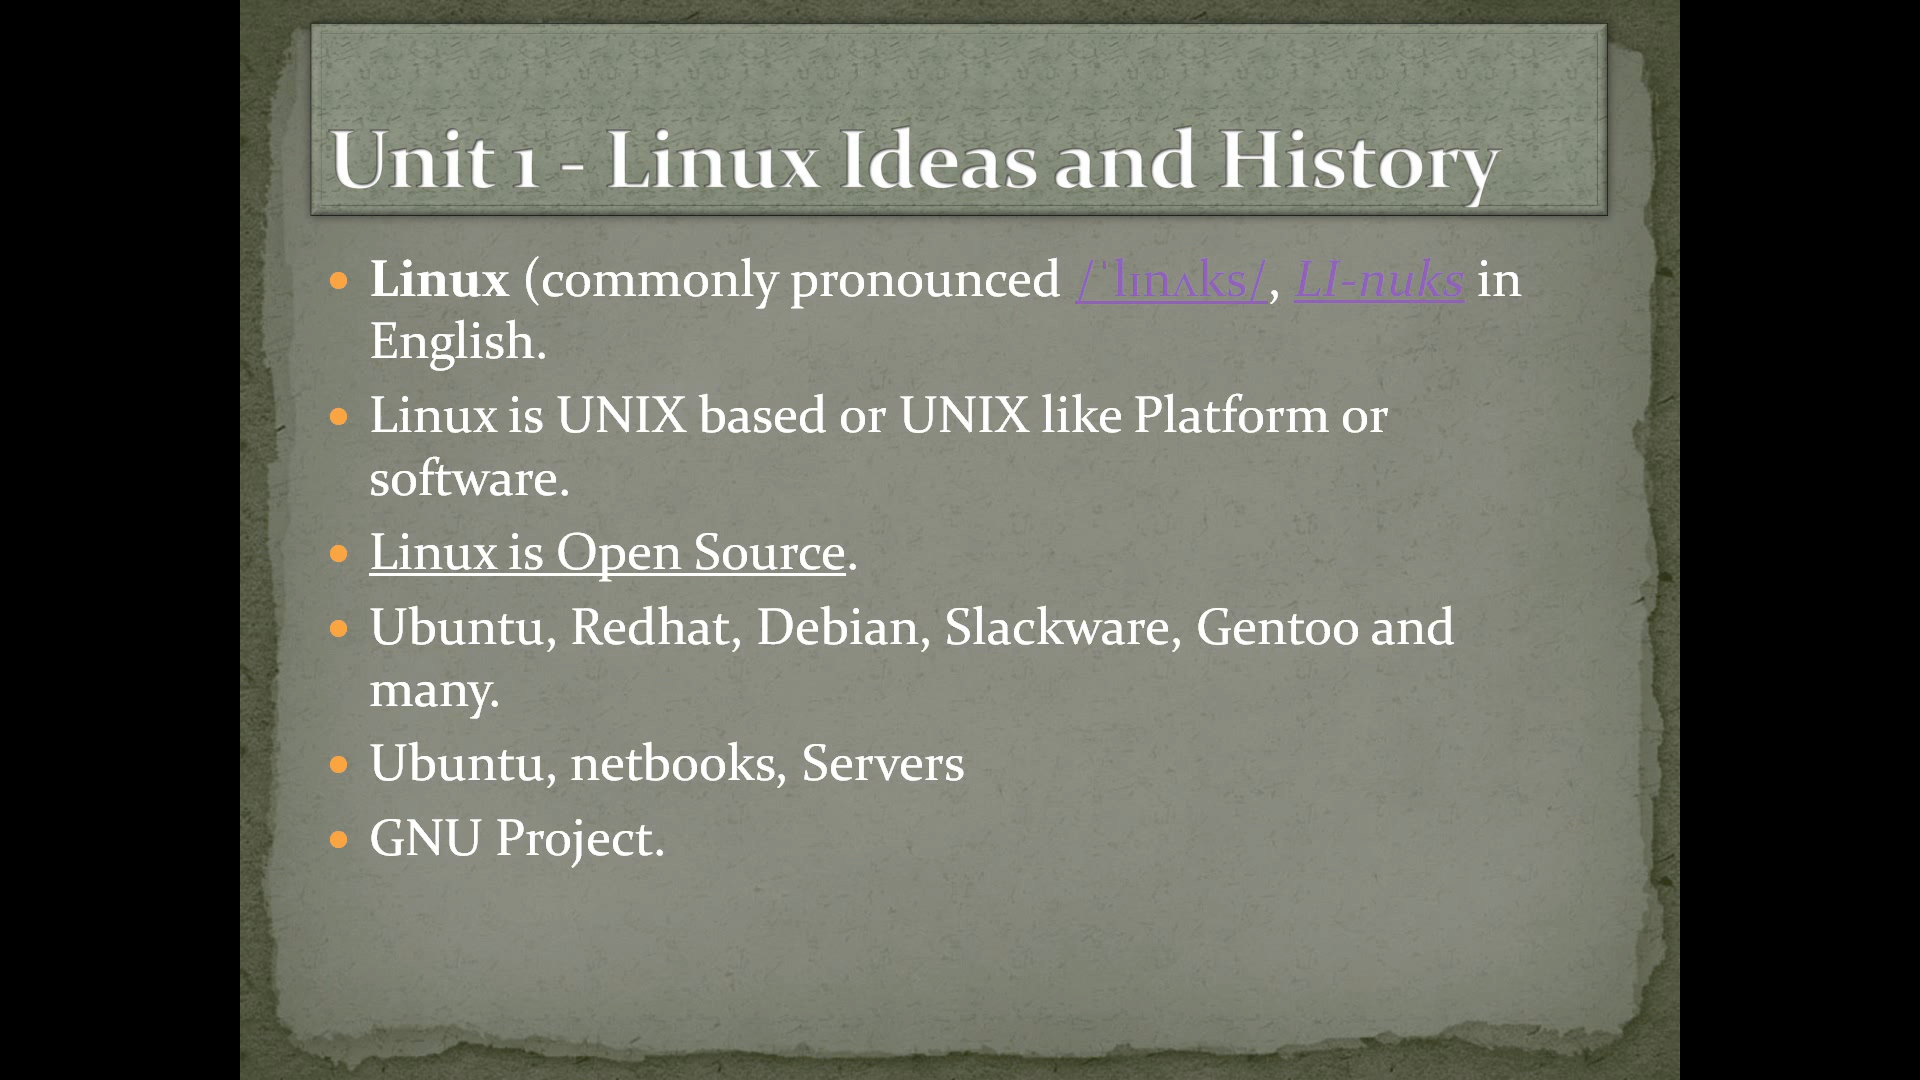 Unit 1 - Linux Ideas and History
Linux (commonly pronounced /ˈlɪnʌks/, LI-nuks in
English.
Linux is UNIX based or UNIX like Platform or
software.
Linux is Open Source.
Ubuntu, Redhat, Debian, Slackware, Gentoo and
many.
Ubuntu, netbooks, Servers
GNU Project.